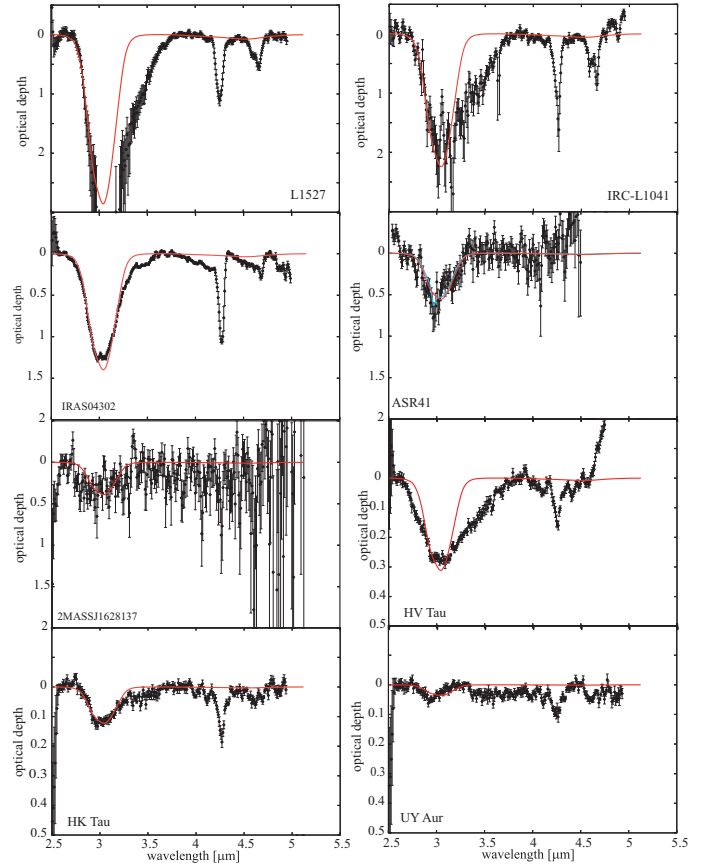 0
1
2
optical depth
L1527
0
1
2
optical depth
IRC-L1041
0
0.5
1
1.5
2
optical depth
IRAS04302
0
0.5
1
1.5
2
optical depth
ASR41
0
0.5
1
1.5
2
optical depth
2MASSJ1628137
0
0.1
0.2
0.3
0.4
0.5
optical depth
HV Tau
0
0.1
0.2
0.3
0.4
0.5
optical depth
HK Tau
2.5 3 3.5 4 4.5 5 5.5
wavelength [μm]
0
0.1
0.2
0.3
0.4
0.5
optical depth
UY Aur
2.5 3 3.5 4 4.5 5 5.5
wavelength [μm]